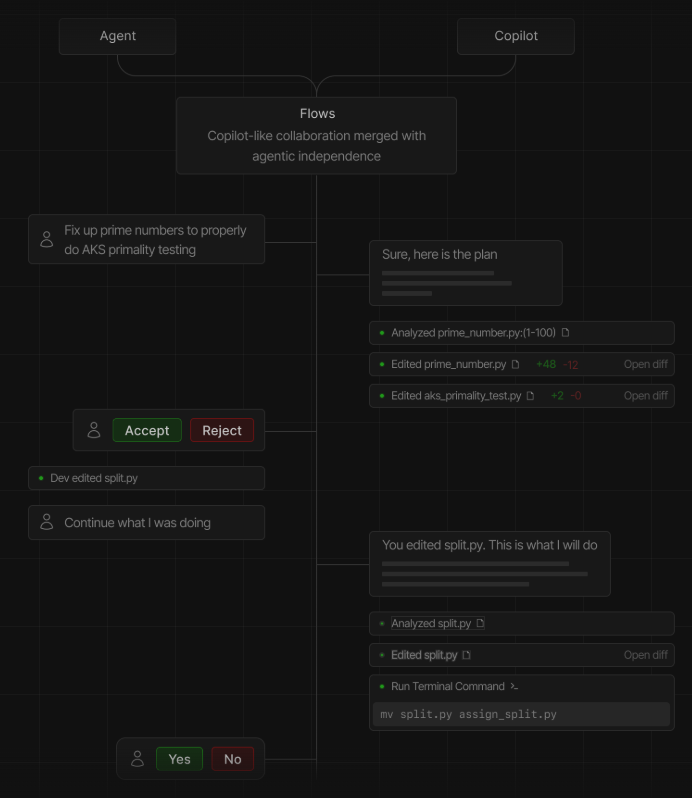 Agent
Copilot
Flows
Copilot-like collaboration merged with
agentic independence
Fix up prime numbers to properly
do AKS primality testing
Sure, here is the plan
Analyzed prime_number.py:(1-100)
Edited prime_number.py +48 -12 Open diff
Edited aks_primality_test.py +2 -0 Open diff
Accept Reject
Dev edited split.py
Continue what I was doing
You edited split.py. This is what I will do
Analyzed split.py
Edited split.py Open diff
Run Terminal Command
mv split.py assign_split.py
Yes No